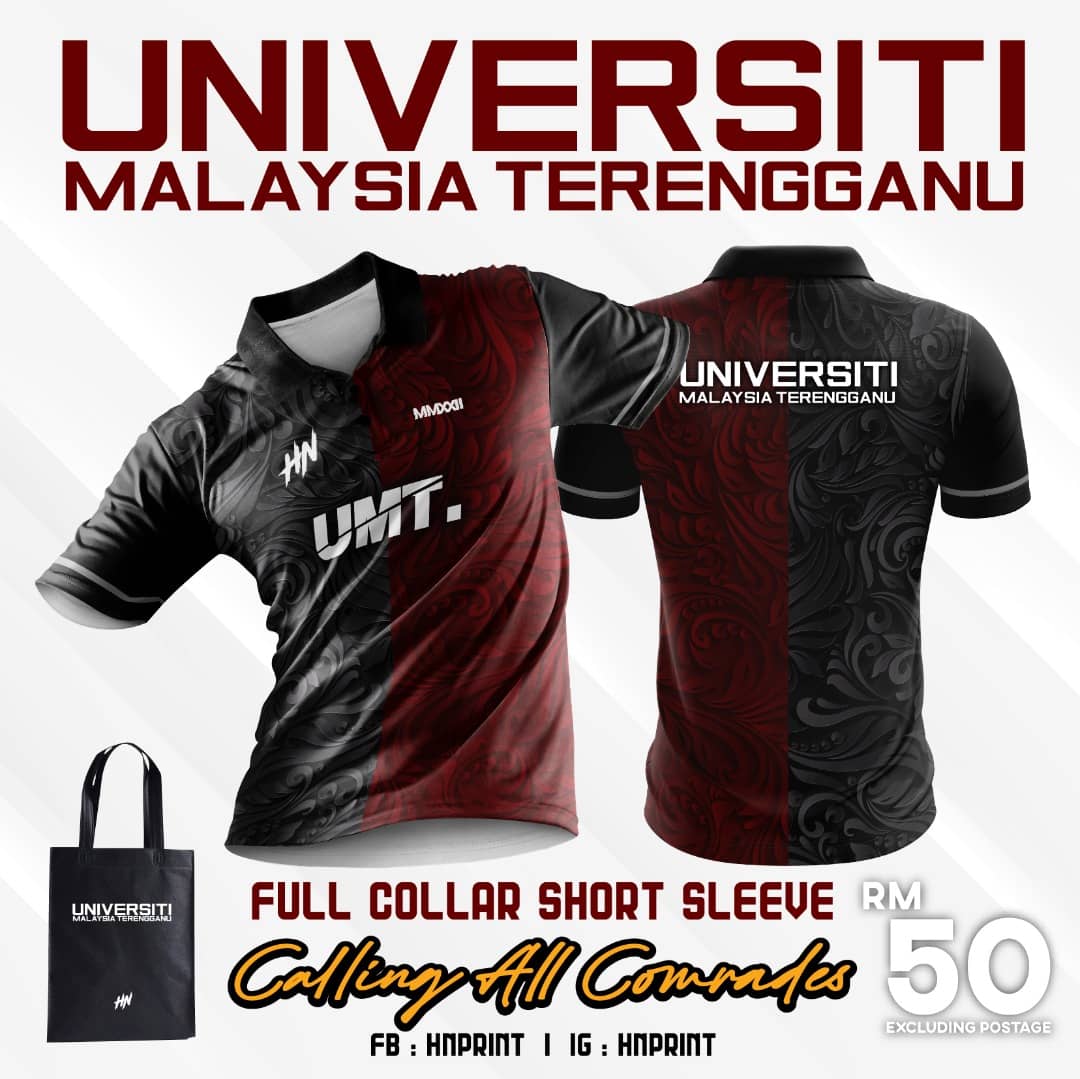 UNIVERSITI
MALAYSIA TERENGGANU
MMXXII
HN
UMT.
UNIVERSITI
MALAYSIA TERENGGANU
UNIVERSITI
MALAYSIA TERENGGANU
HN
FULL COLLAR SHORT SLEEVE
Calling All Comrades
FB : HNPRINT | IG : HNPRINT
RM
50
EXCLUDING POSTAGE